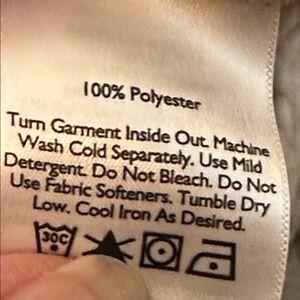 100% Polyester
Turn Garment Inside Out. Machine
Wash Cold Separately. Use Mild
Detergent. Do Not Bleach. Do Not
Use Fabric Softeners. Tumble Dry
Low. Cool Iron As Desired.
30C